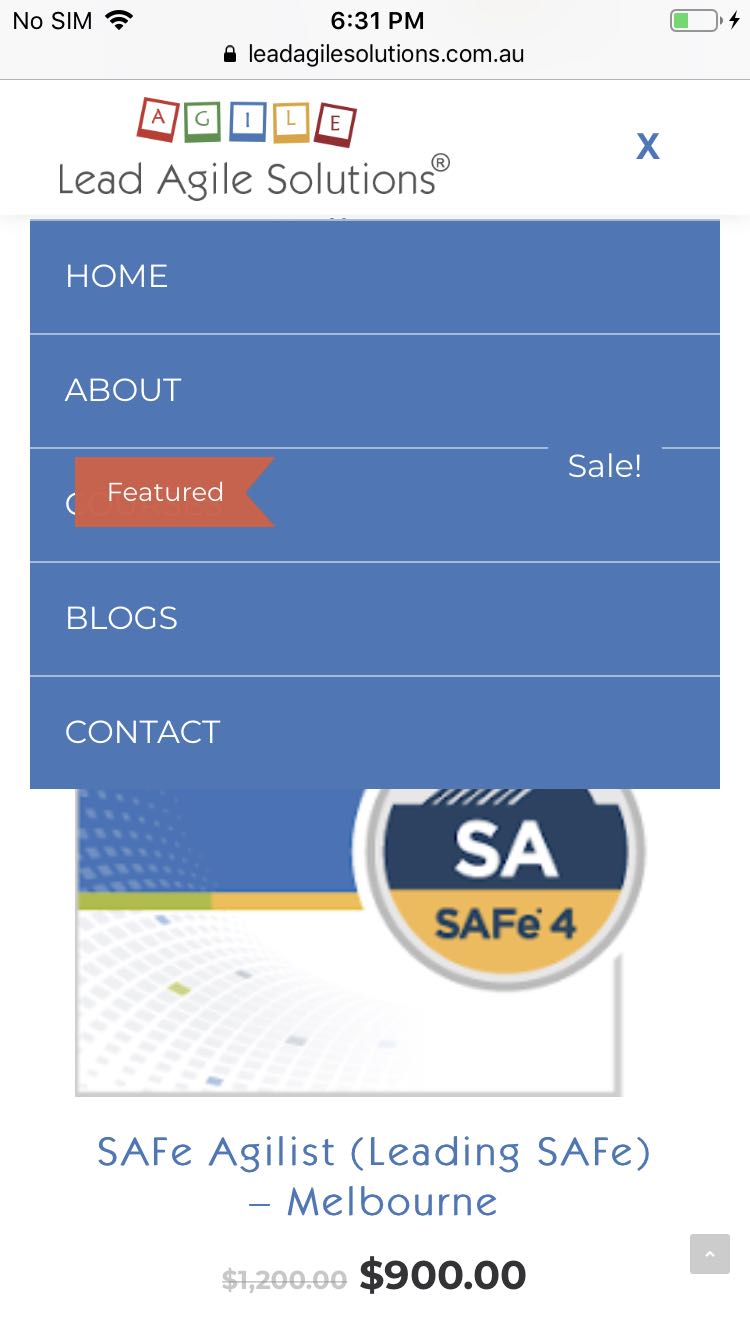 No SIM 6:31 PM
leadagilesolutions.com.au
A G I L E
Lead Agile Solutions®
X
HOME
ABOUT
Sale!
Featured
BLOGS
CONTACT
SA
SAFe 4
SAFe Agilist (Leading SAFe)
– Melbourne
$1,200.00 $900.00